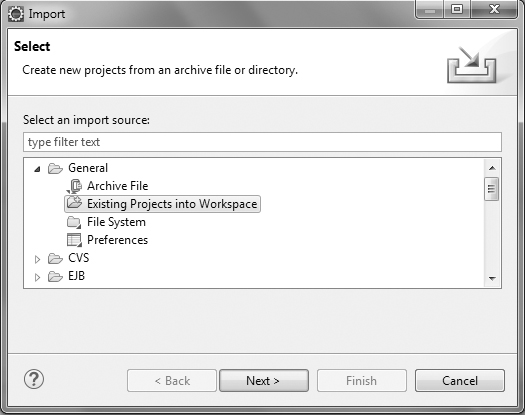 Import
Select
Create new projects from an archive file or directory.
Select an import source:
type filter text
General
Archive File
Existing Projects into Workspace
File System
Preferences
CVS
EJB
? < Back Next > Finish Cancel